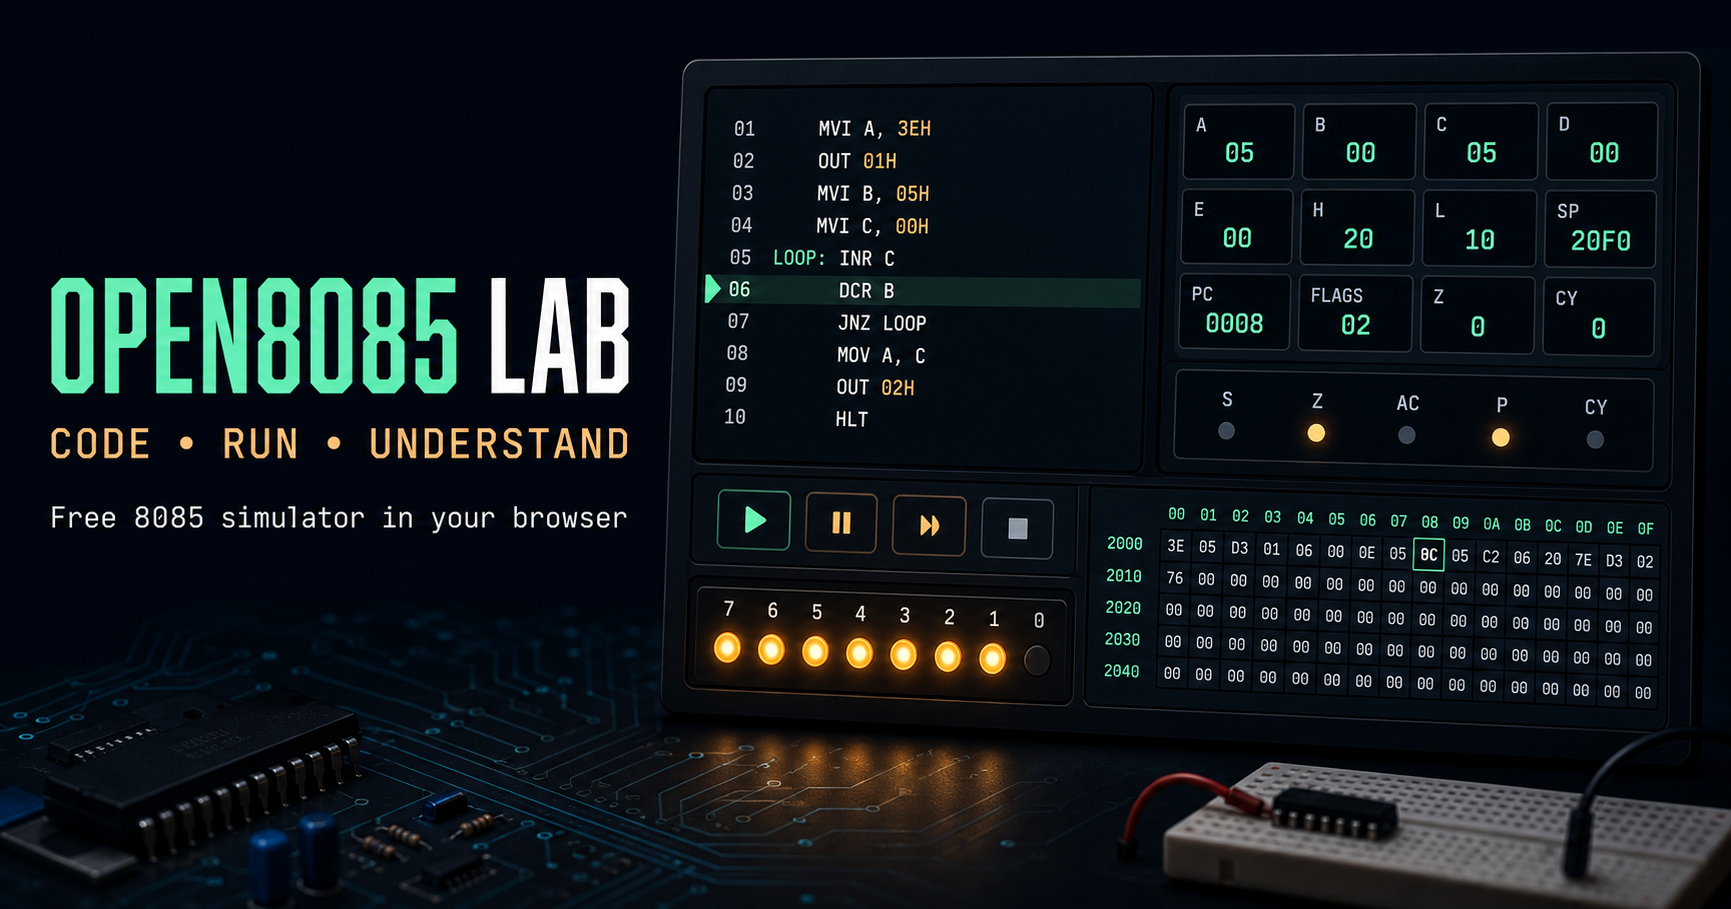 OPEN8085 LAB
CODE • RUN • UNDERSTAND
Free 8085 simulator in your browser
01 MVI A, 3EH
02 OUT 01H
03 MVI B, 05H
04 MVI C, 00H
05 LOOP: INR C
06 DCR B
07 JNZ LOOP
08 MOV A, C
09 OUT 02H
10 HLT
A B C D
05 00 05 00
E H L SP
00 20 10 20F0
PC FLAGS Z CY
0008 02 0 0
S Z AC P CY
7 6 5 4 3 2 1 0
00 01 02 03 04 05 06 07 08 09 0A 0B 0C 0D 0E 0F
2000 3E 05 D3 01 06 00 0E 05 0C 05 C2 06 20 7E D3 02
2010 76 00 00 00 00 00 00 00 00 00 00 00 00 00 00 00
2020 00 00 00 00 00 00 00 00 00 00 00 00 00 00 00 00
2030 00 00 00 00 00 00 00 00 00 00 00 00 00 00 00 00
2040 00 00 00 00 00 00 00 00 00 00 00 00 00 00 00 00